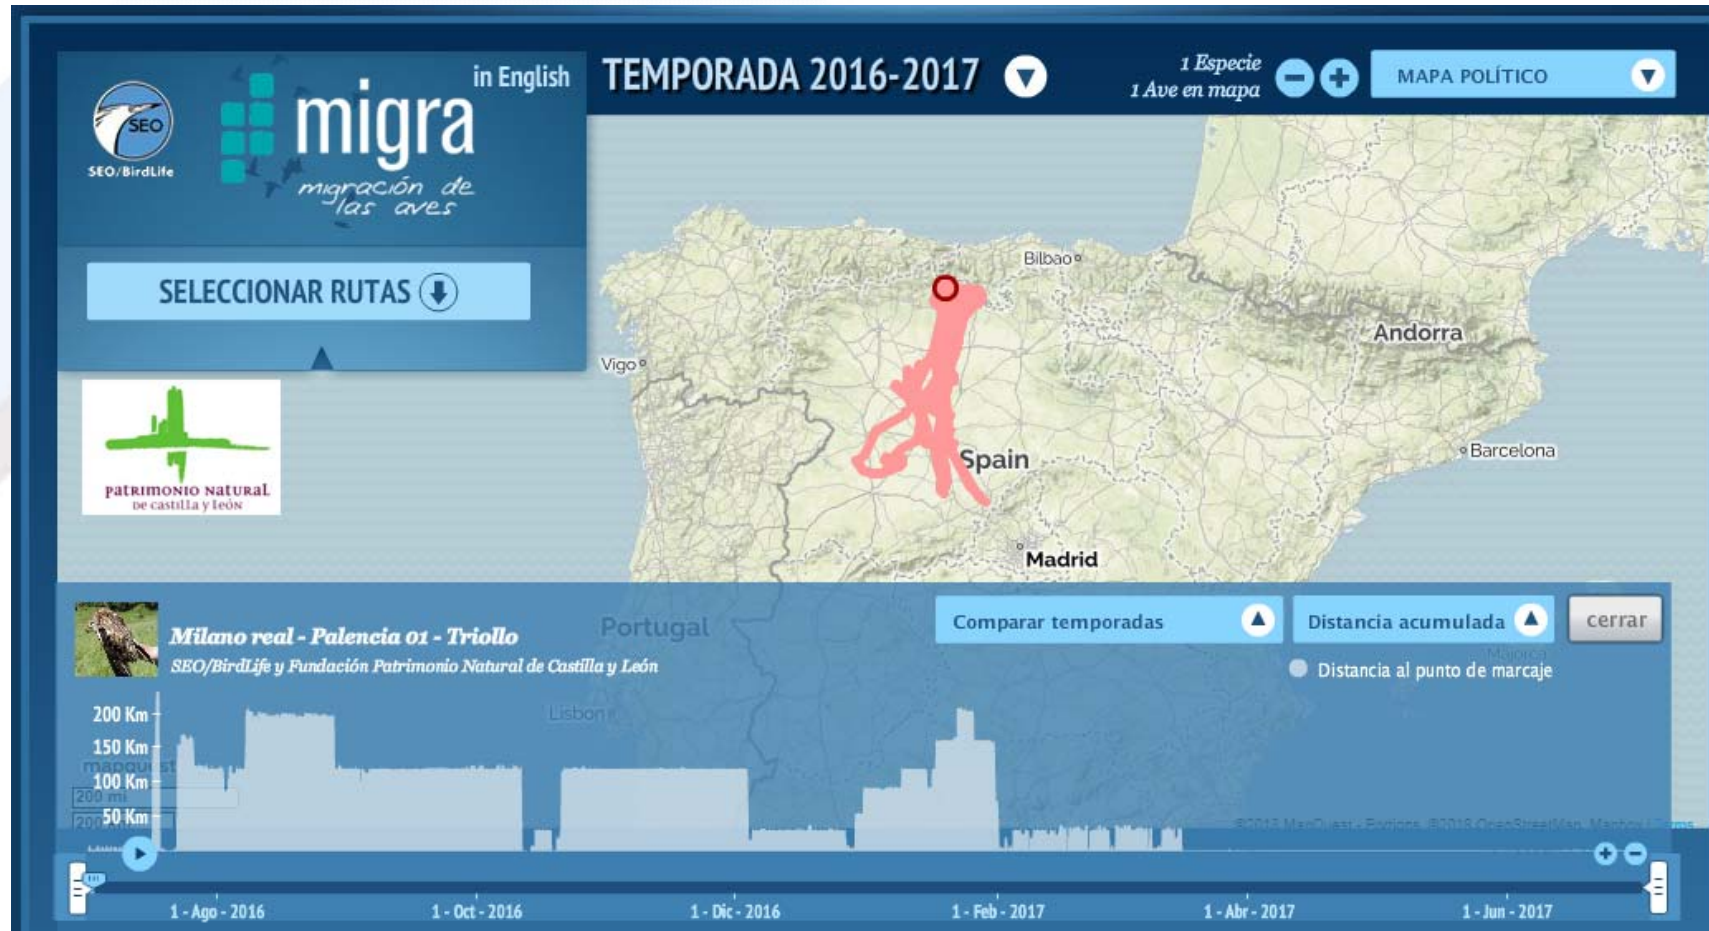 in English
SEO
SEO/BirdLife
migra
migración de
las aves
TEMPORADA 2016-2017
1 Especie
1 Ave en mapa
MAPA POLÍTICO
SELECCIONAR RUTAS
Bilbao
Andorra
Vigo
Barcelona
Spain
Madrid
Portugal
Lisbon
Majorca
patrimonio natural
de castilla y león
Milano real - Palencia 01 - Triollo
SEO/BirdLife y Fundación Patrimonio Natural de Castilla y León
Comparar temporadas
Distancia acumulada
cerrar
Distancia al punto de marcaje
200 Km
150 Km
mapquest
100 Km
200 mi
50 Km
1 - Ago - 2016
1 - Oct - 2016
1 - Dic - 2016
1 - Feb - 2017
1 - Abr - 2017
1 - Jun - 2017